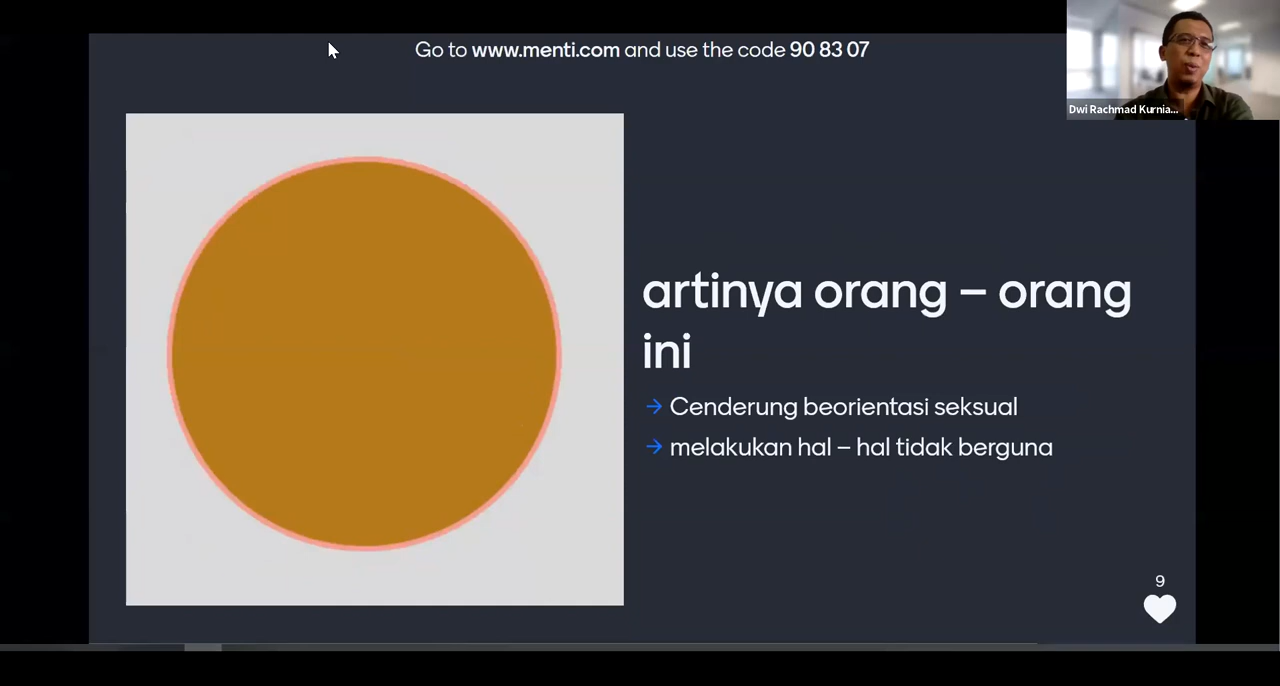 Go to www.menti.com and use the code 90 83 07
Dwi Rachmad Kurnia...
artinya orang – orang
ini
→ Cenderung beorientasi seksual
→ melakukan hal – hal tidak berguna
9